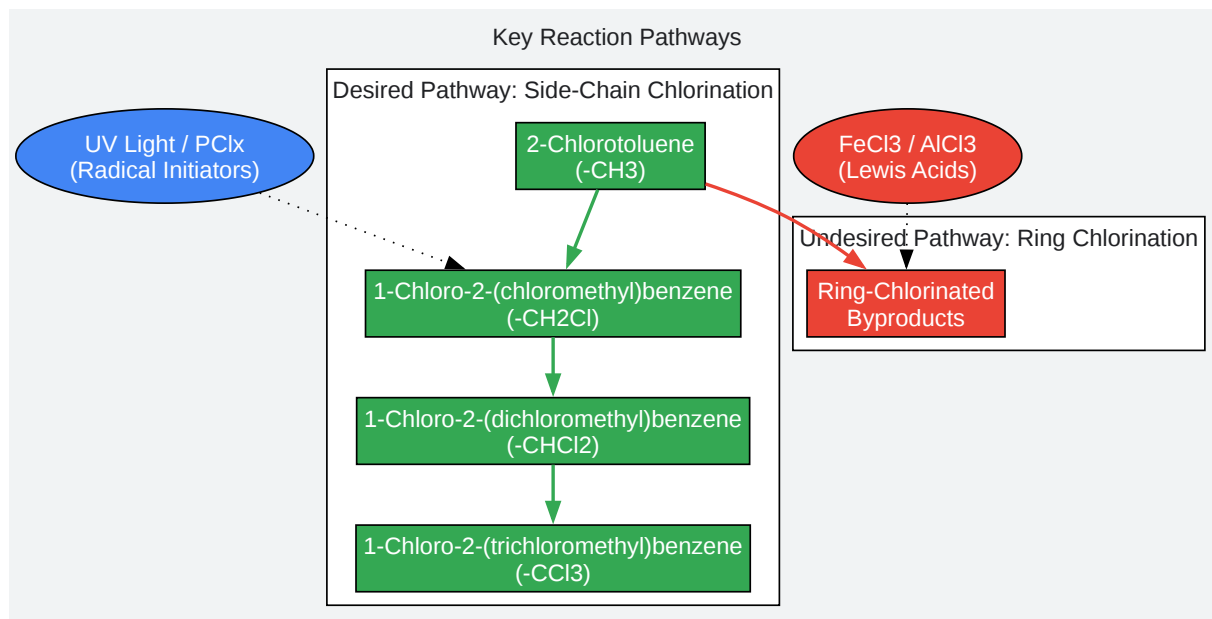 Key Reaction Pathways
Desired Pathway: Side-Chain Chlorination
UV Light / PClx
(Radical Initiators)
2-Chlorotoluene
(-CH3)
FeCl3 / AlCl3
(Lewis Acids)
Undesired Pathway: Ring Chlorination
1-Chloro-2-(chloromethyl)benzene
(-CH2Cl)
Ring-Chlorinated
Byproducts
1-Chloro-2-(dichloromethyl)benzene
(-CHCl2)
1-Chloro-2-(trichloromethyl)benzene
(-CCl3)